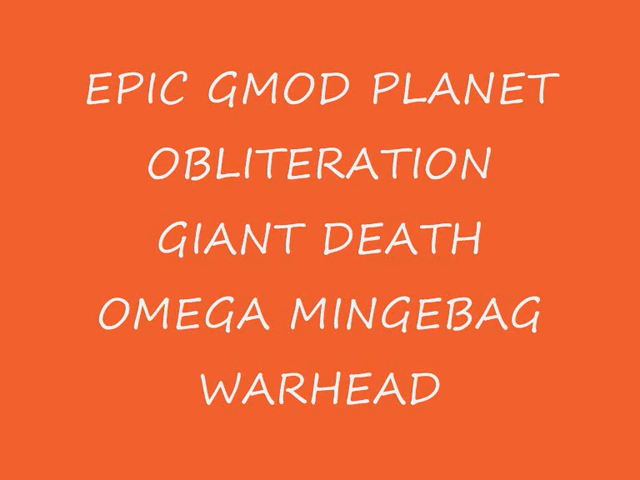 EPIC GMOD PLANET
OBLITERATION
GIANT DEATH
OMEGA MINGEBAG
WARHEAD